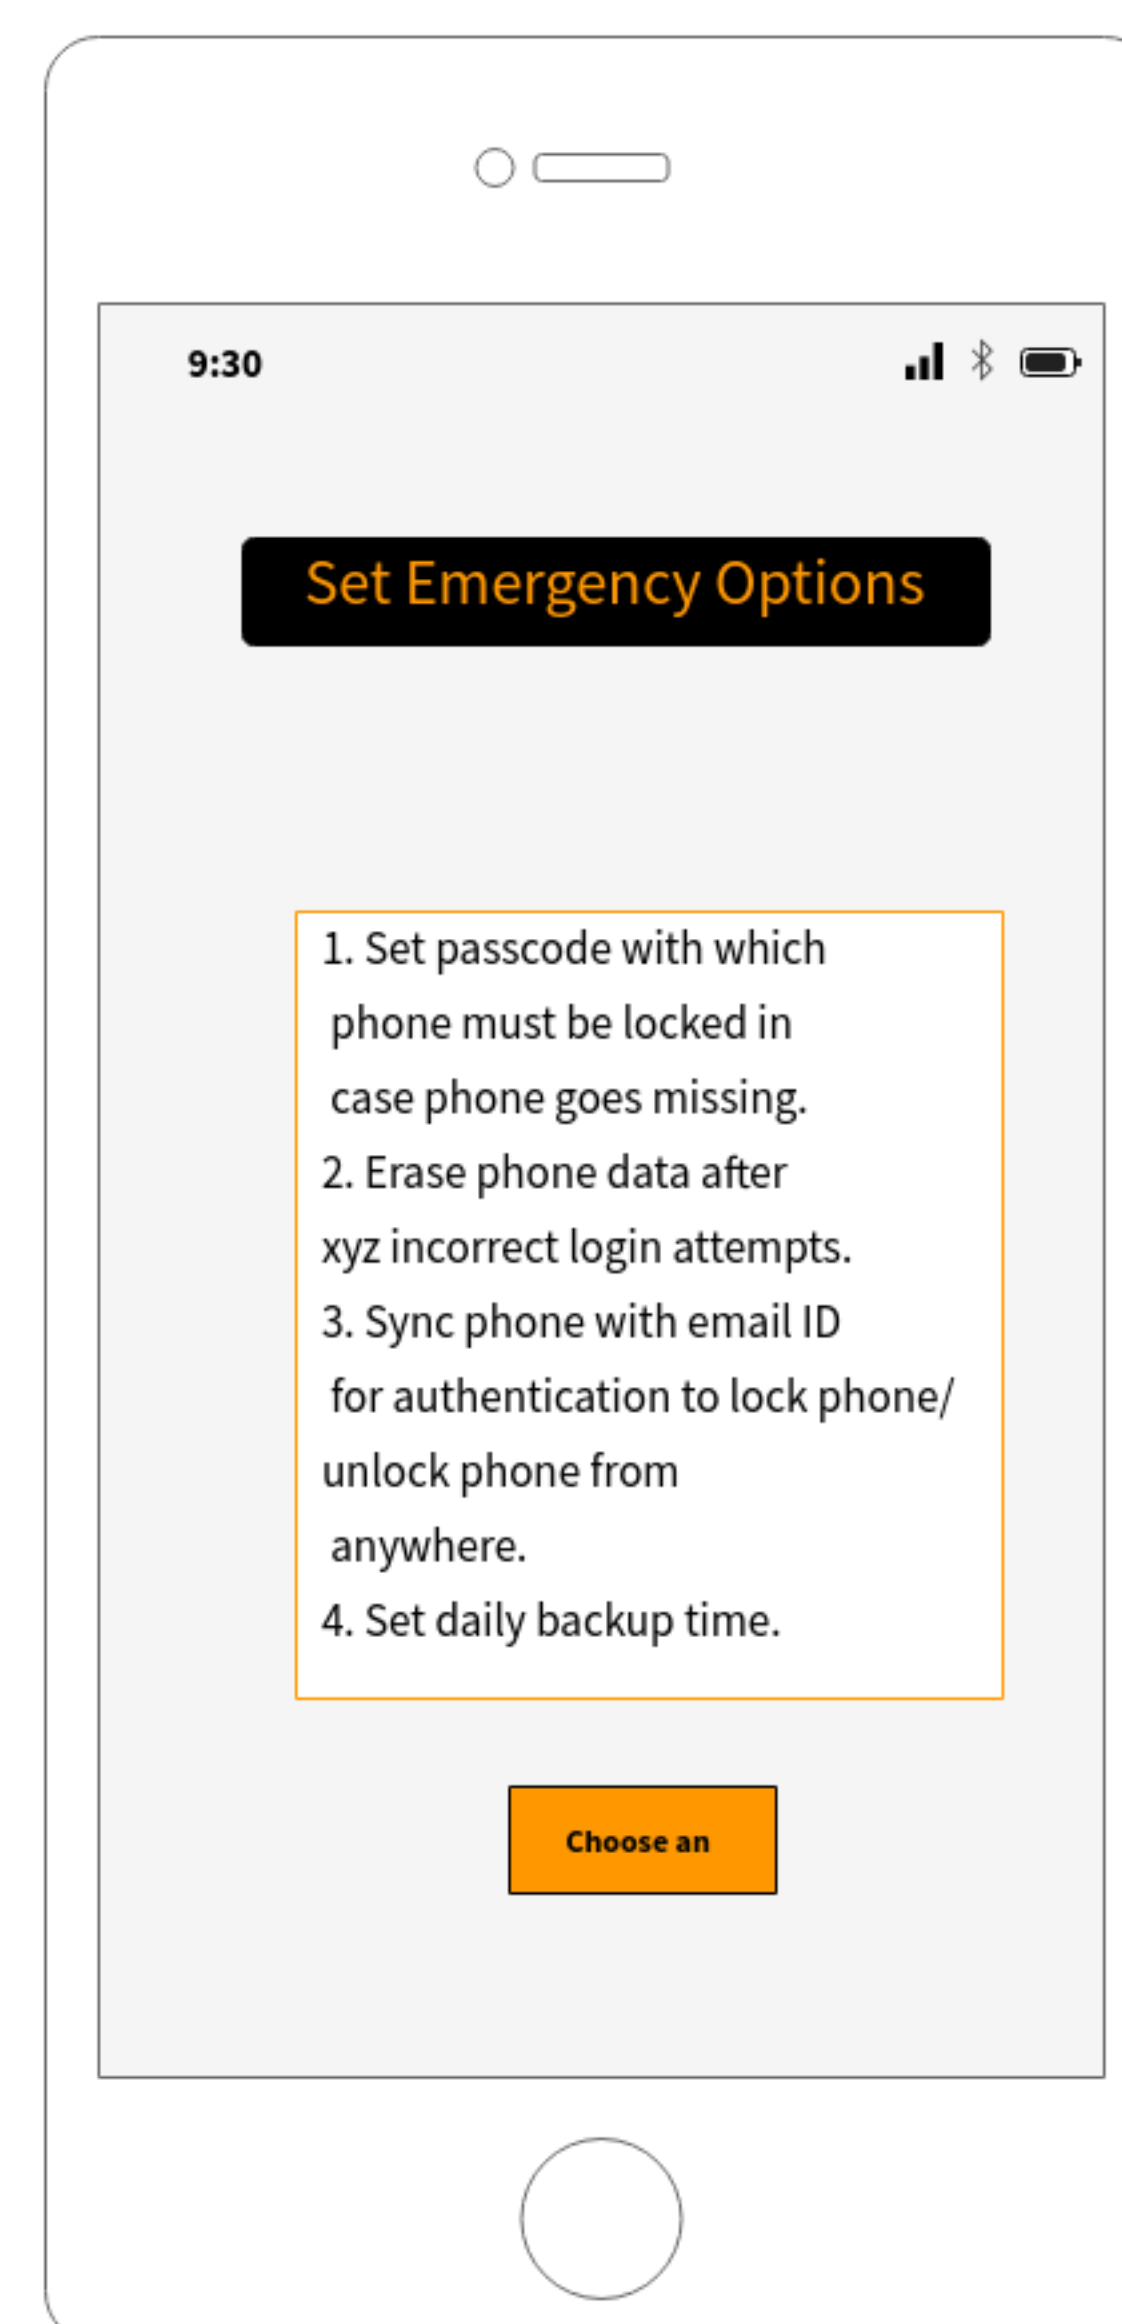 9:30
Set Emergency Options
1. Set passcode with which
phone must be locked in
case phone goes missing.
2. Erase phone data after
xyz incorrect login attempts.
3. Sync phone with email ID
for authentication to lock phone/
unlock phone from
anywhere.
4. Set daily backup time.
Choose an